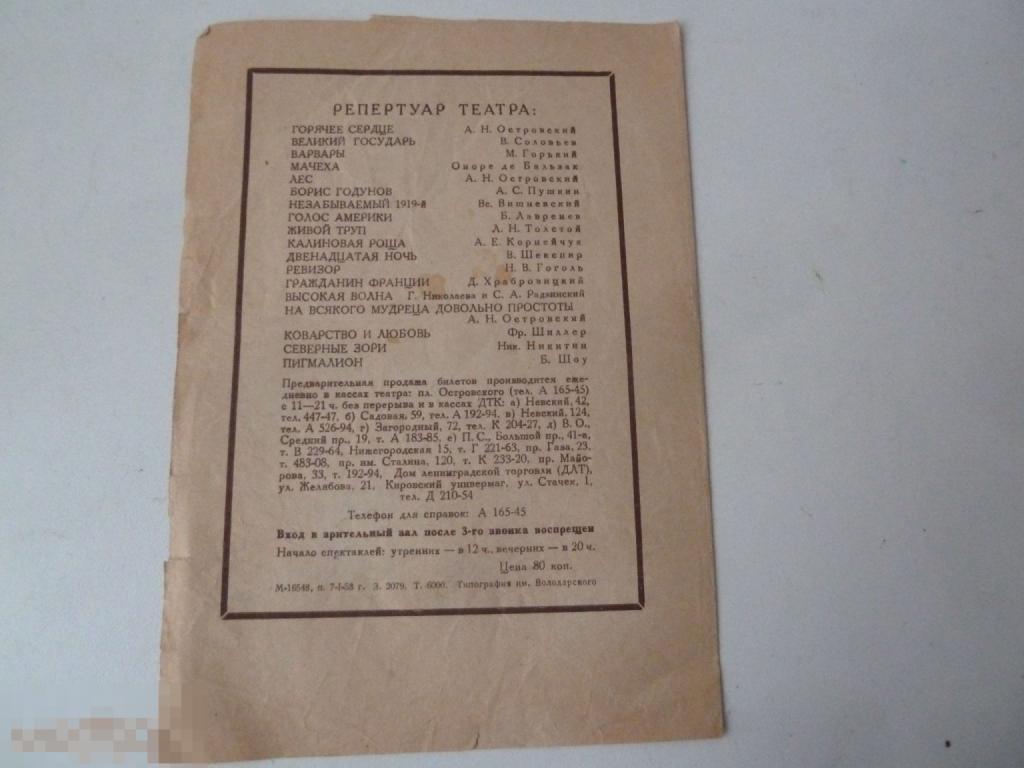 РЕПЕРТУАР ТЕАТРА:
ГОРЯЧЕЕ СЕРДЦЕ А. Н. Островский
ВЕЛИКИЙ ГОСУДАРЬ В. Соловьев
ВАРВАРЫ М. Горький
МАЧЕХА Оноре де Бальзак
ЛЕС А. Н. Островский
БОРИС ГОДУНОВ А. С. Пушкин
НЕЗАБЫВАЕМЫЙ 1919-й Вс. Вишневский
ГОЛОС АМЕРИКИ Б. Лавренев
ЖИВОЙ ТРУП Л. Н. Толстой
КАЛИНОВАЯ РОЩА А. Е. Корнейчук
ДВЕНАДЦАТАЯ НОЧЬ В. Шекспир
РЕВИЗОР Н. В. Гоголь
ГРАЖДАНИН ФРАНЦИИ Д. Храбровицкий
ВЫСОКАЯ ВОЛНА Г. Николаева и С. А. Радзинский
НА ВСЯКОГО МУДРЕЦА ДОВОЛЬНО ПРОСТОТЫ
А. Н. Островский
КОВАРСТВО И ЛЮБОВЬ Фр. Шиллер
СЕВЕРНЫЕ ЗОРИ Ник. Никитин
ПИГМАЛИОН Б. Шоу
Предварительная продажа билетов производится еже-
дневно в кассах театра: пл. Островского (тел. А 165-45)
с 11—21 ч. без перерыва и в кассах ДТК: а) Невский, 42,
тел. 447-47, б) Садовая, 59, тел. А 192-94, в) Невский, 124,
тел. А 526-94, г) Загородный, 72, тел. К 204-27, д) В. О.,
Средний пр., 19, т. А 183-85, е) П. С., Большой пр., 41-а,
т. В 229-64, Нижегородская 15, т. Г 221-63, пр. Газа, 23,
т. 483-08, пр. им. Сталина, 120, т. К 233-20, пр. Майо-
рова, 33, т. 192-94, Дом ленинградской торговли (ДЛТ),
ул. Желябова, 21, Кировский универмаг, ул. Стачек, 1,
тел. Д 210-54
Телефон для справок: А 165-45
Вход в зрительный зал после 3-го звонка воспрещен
Начало спектаклей: утренних — в 12 ч., вечерних — в 20 ч.
Цена 80 коп.
М-16548, п. 7-I-53 г. З. 2079. Т. 6000. Типография им. Володарского